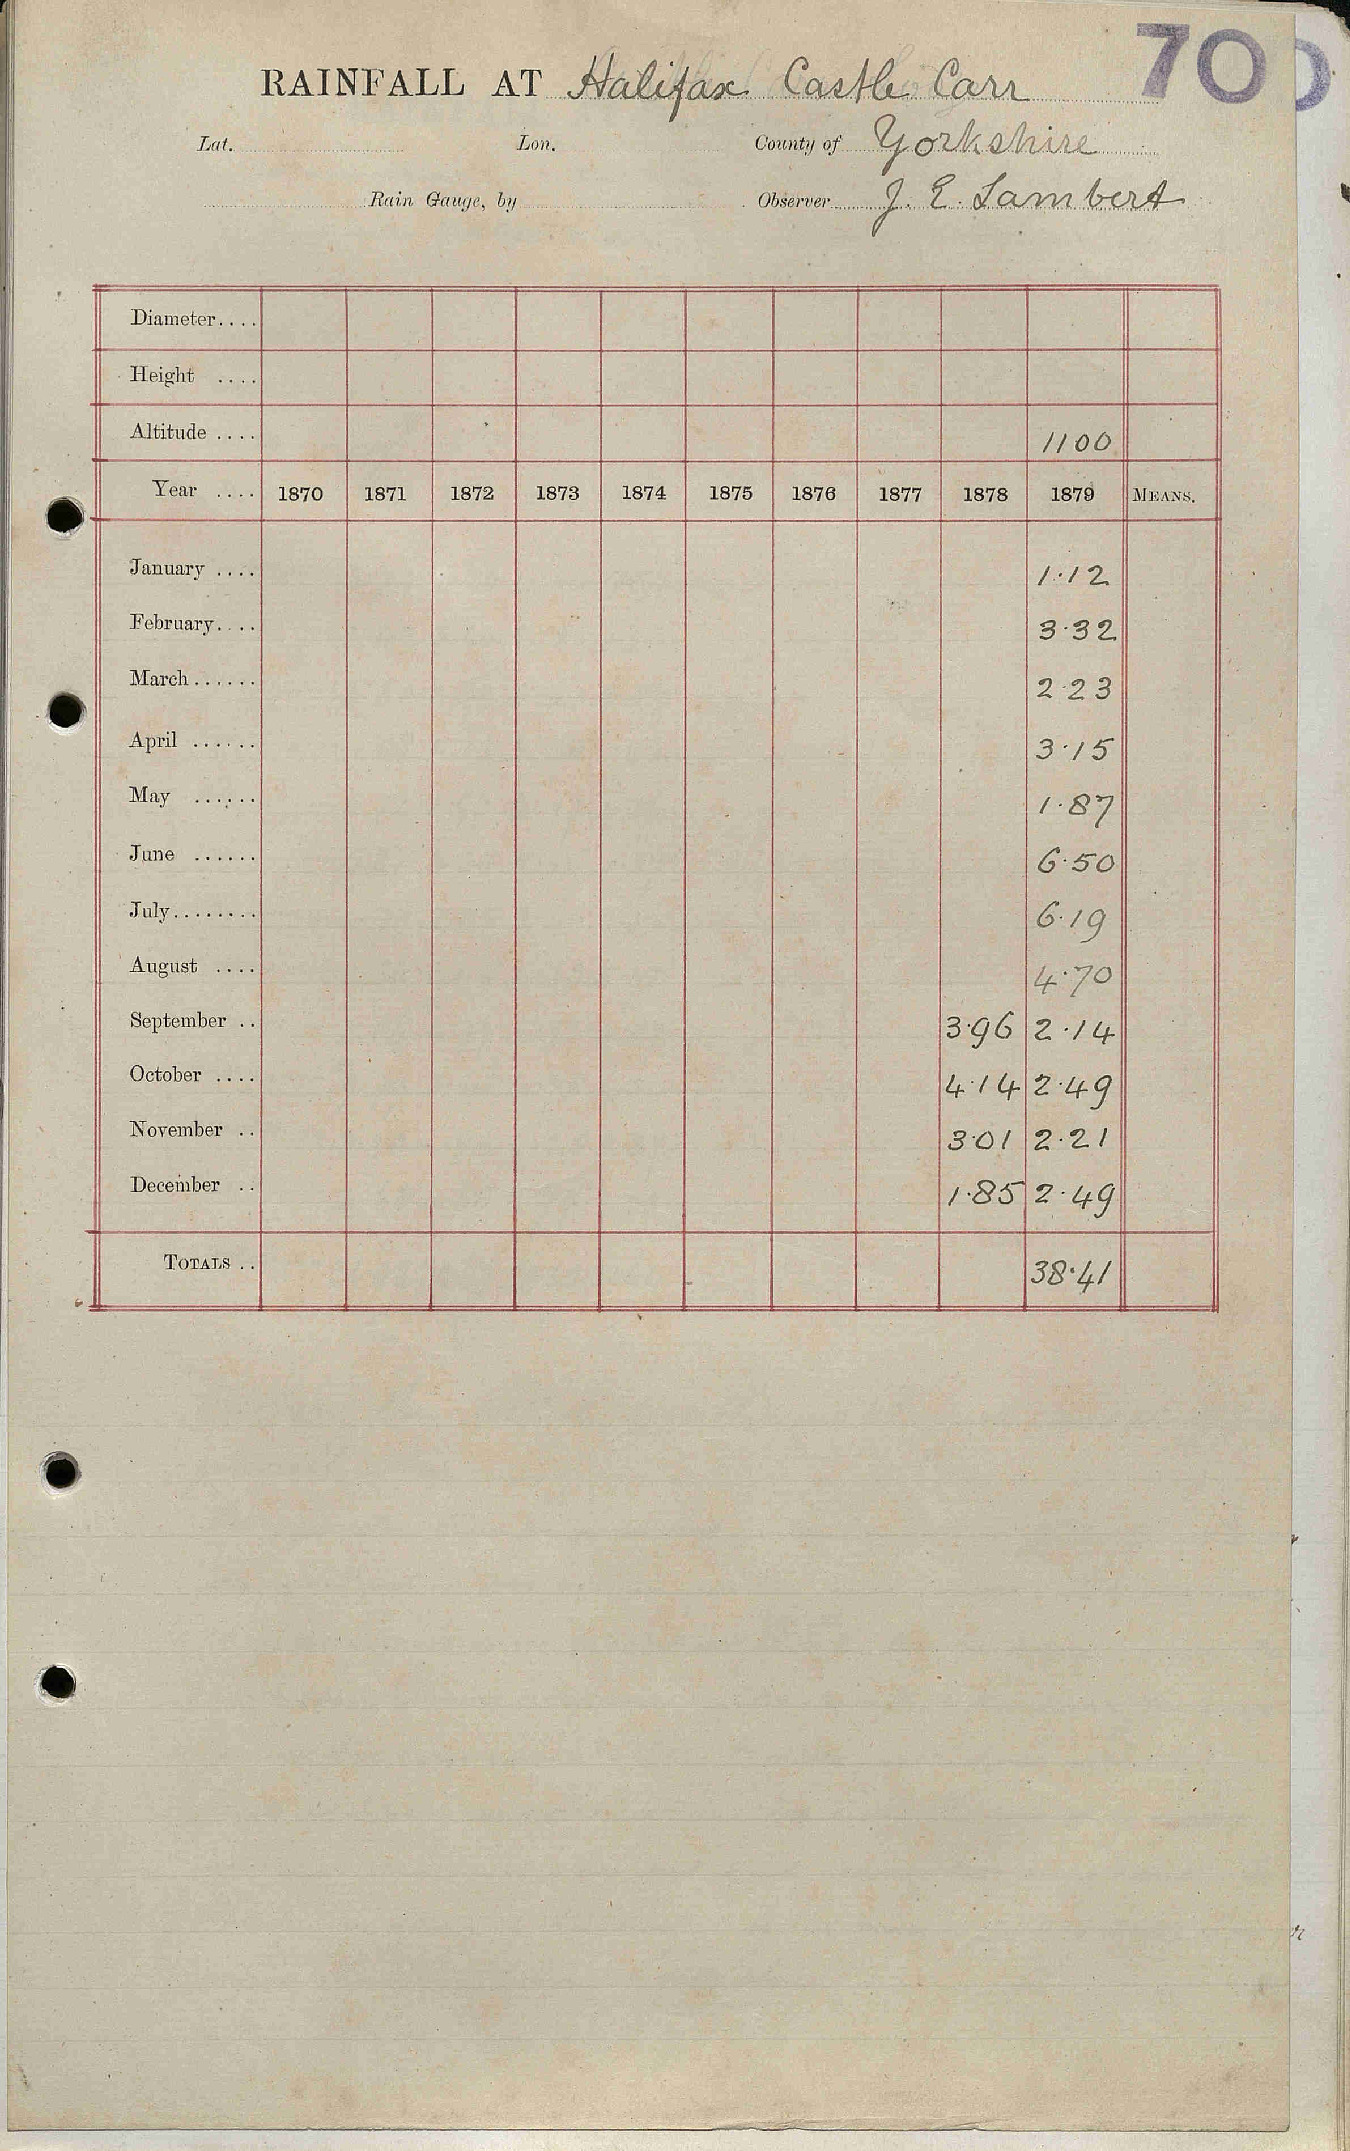 70
RAINFALL AT Halifax Castle Carr
Lat. Lon. County of Yorkshire
Rain Gauge, by Observer J. E. Lambert
Diameter....
Height ....
Altitude .... 1100
Year .... 1870 1871 1872 1873 1874 1875 1876 1877 1878 1879 MEANS.
January .... 1.12
February.... 3.32
March...... 2.23
April ...... 3.15
May ...... 1.87
June ...... 6.50
July........ 6.19
August .... 4.70
September .. 3.96 2.14
October .... 4.14 2.49
November .. 3.01 2.21
December .. 1.85 2.49
TOTALS .. 38.41